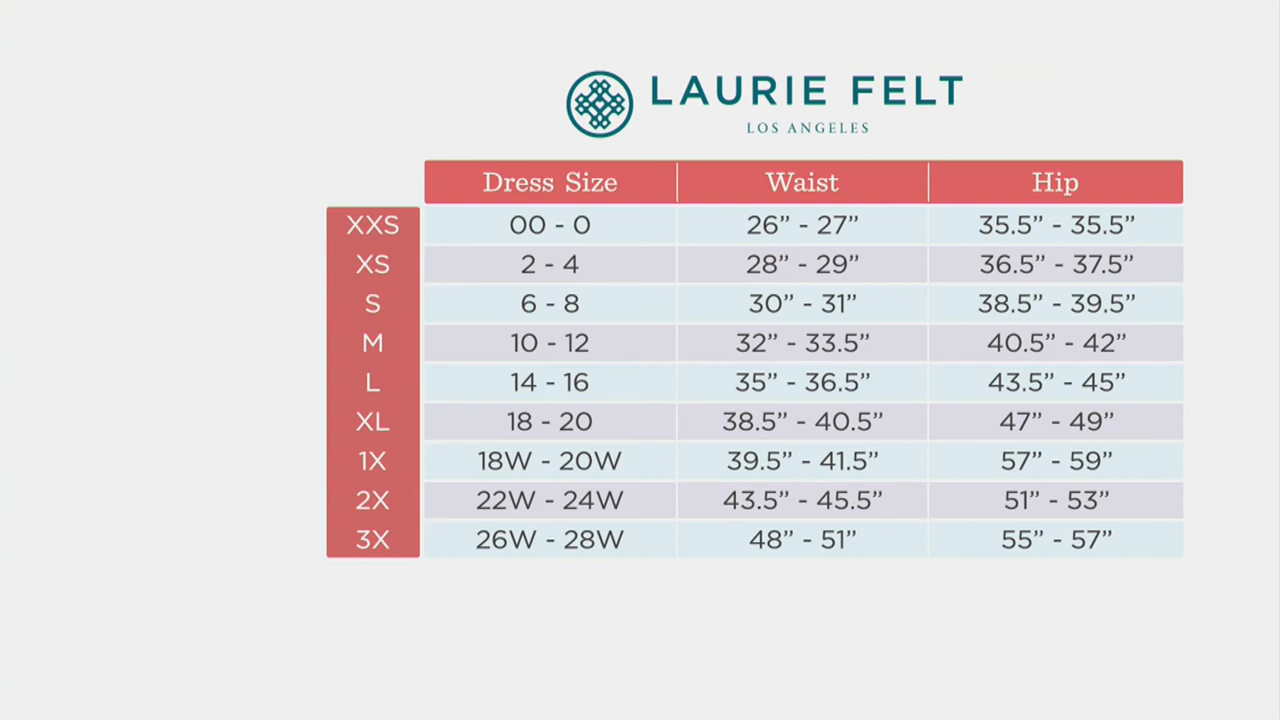 LAURIE FELT
LOS ANGELES
Dress Size Waist Hip
XXS 00 - 0 26” - 27” 35.5” - 35.5”
XS 2 - 4 28” - 29” 36.5” - 37.5”
S 6 - 8 30” - 31” 38.5” - 39.5”
M 10 - 12 32” - 33.5” 40.5” - 42”
L 14 - 16 35” - 36.5” 43.5” - 45”
XL 18 - 20 38.5” - 40.5” 47” - 49”
1X 18W - 20W 39.5” - 41.5” 57” - 59”
2X 22W - 24W 43.5” - 45.5” 51” - 53”
3X 26W - 28W 48” - 51” 55” - 57”